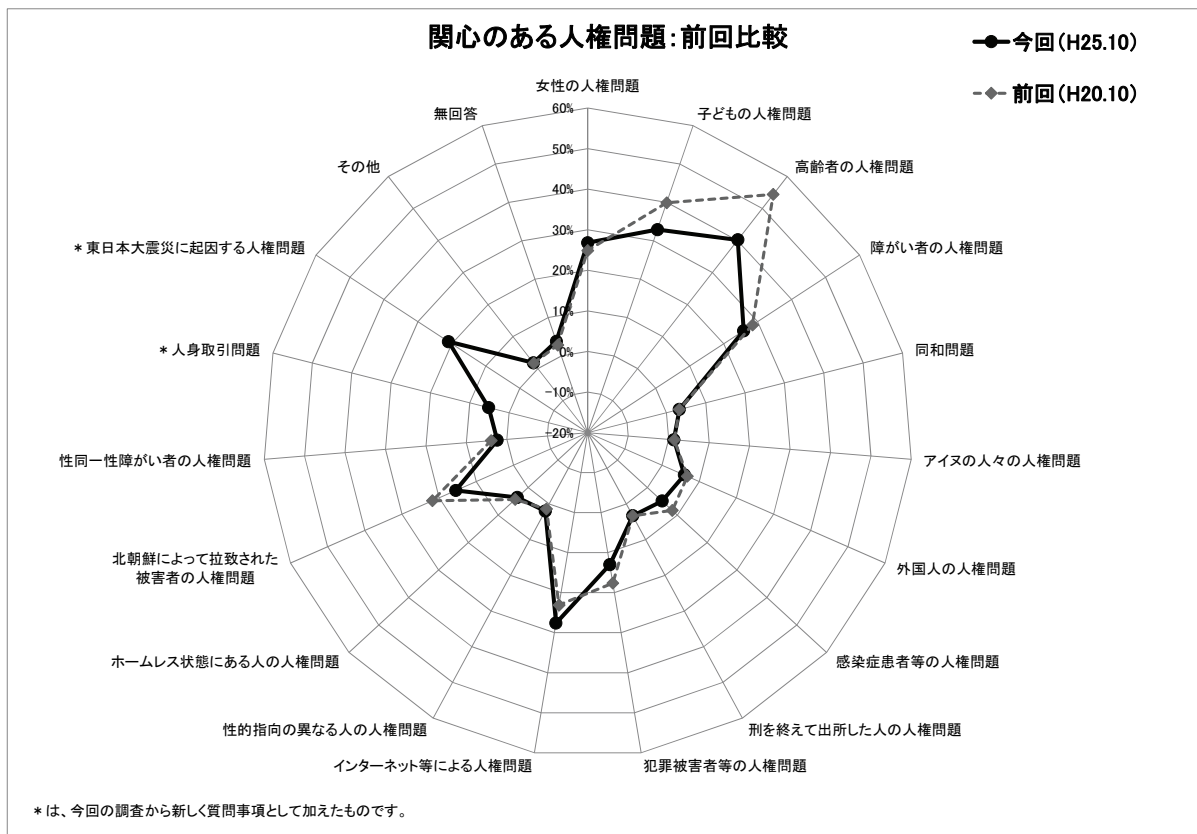 関心のある人権問題：前回比較
今回（H25.10）
前回（H20.10）
女性の人権問題
子どもの人権問題
高齢者の人権問題
障がい者の人権問題
同和問題
アイヌの人々の人権問題
外国人の人権問題
感染症患者等の人権問題
刑を終えて出所した人の人権問題
犯罪被害者等の人権問題
インターネット等による人権問題
性的指向の異なる人の人権問題
ホームレス状態にある人の人権問題
北朝鮮によって拉致された
被害者の人権問題
性同一性障がい者の人権問題
＊人身取引問題
＊東日本大震災に起因する人権問題
その他
無回答
60%
50%
40%
30%
20%
10%
0%
-10%
-20%
＊は、今回の調査から新しく質問事項として加えたものです。